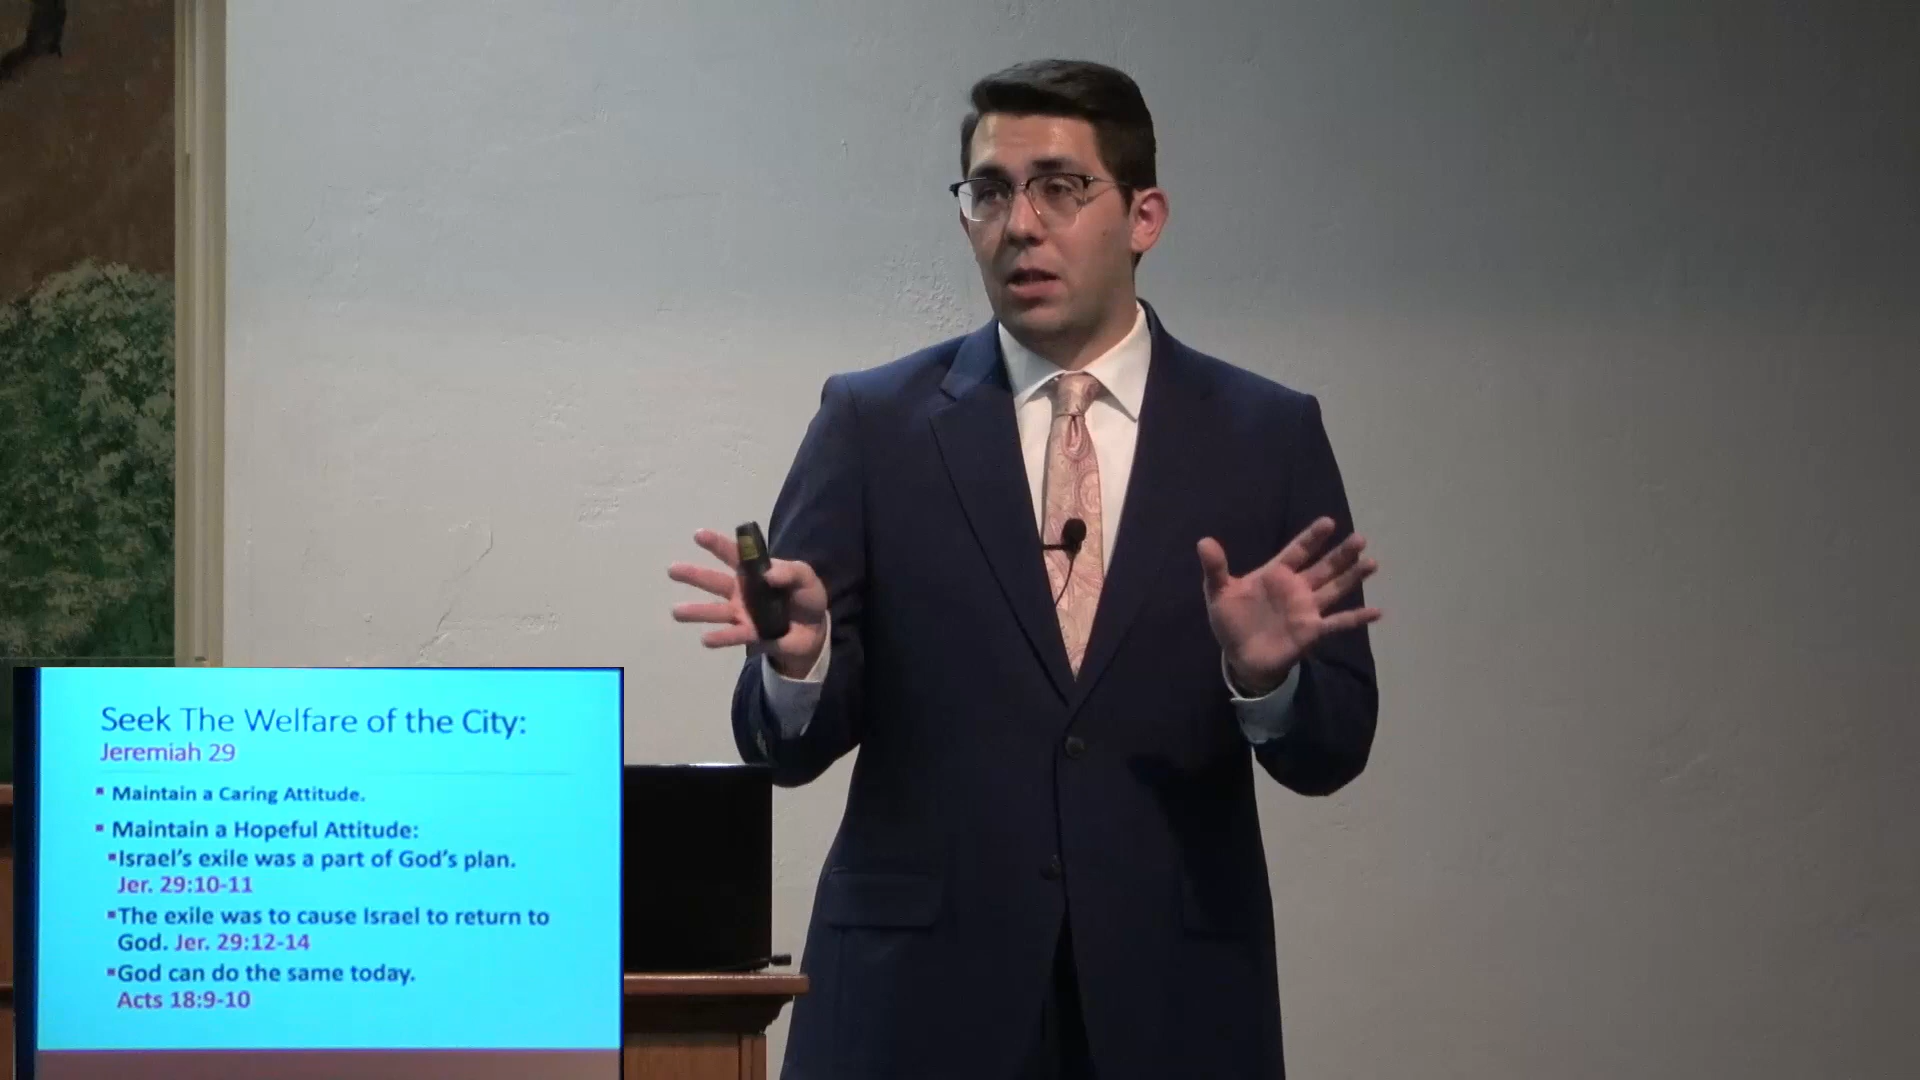 Seek The Welfare of the City:
Jeremiah 29
▪ Maintain a Caring Attitude.
▪ Maintain a Hopeful Attitude:
▪Israel's exile was a part of God's plan.
Jer. 29:10-11
▪The exile was to cause Israel to return to
God. Jer. 29:12-14
▪God can do the same today.
Acts 18:9-10